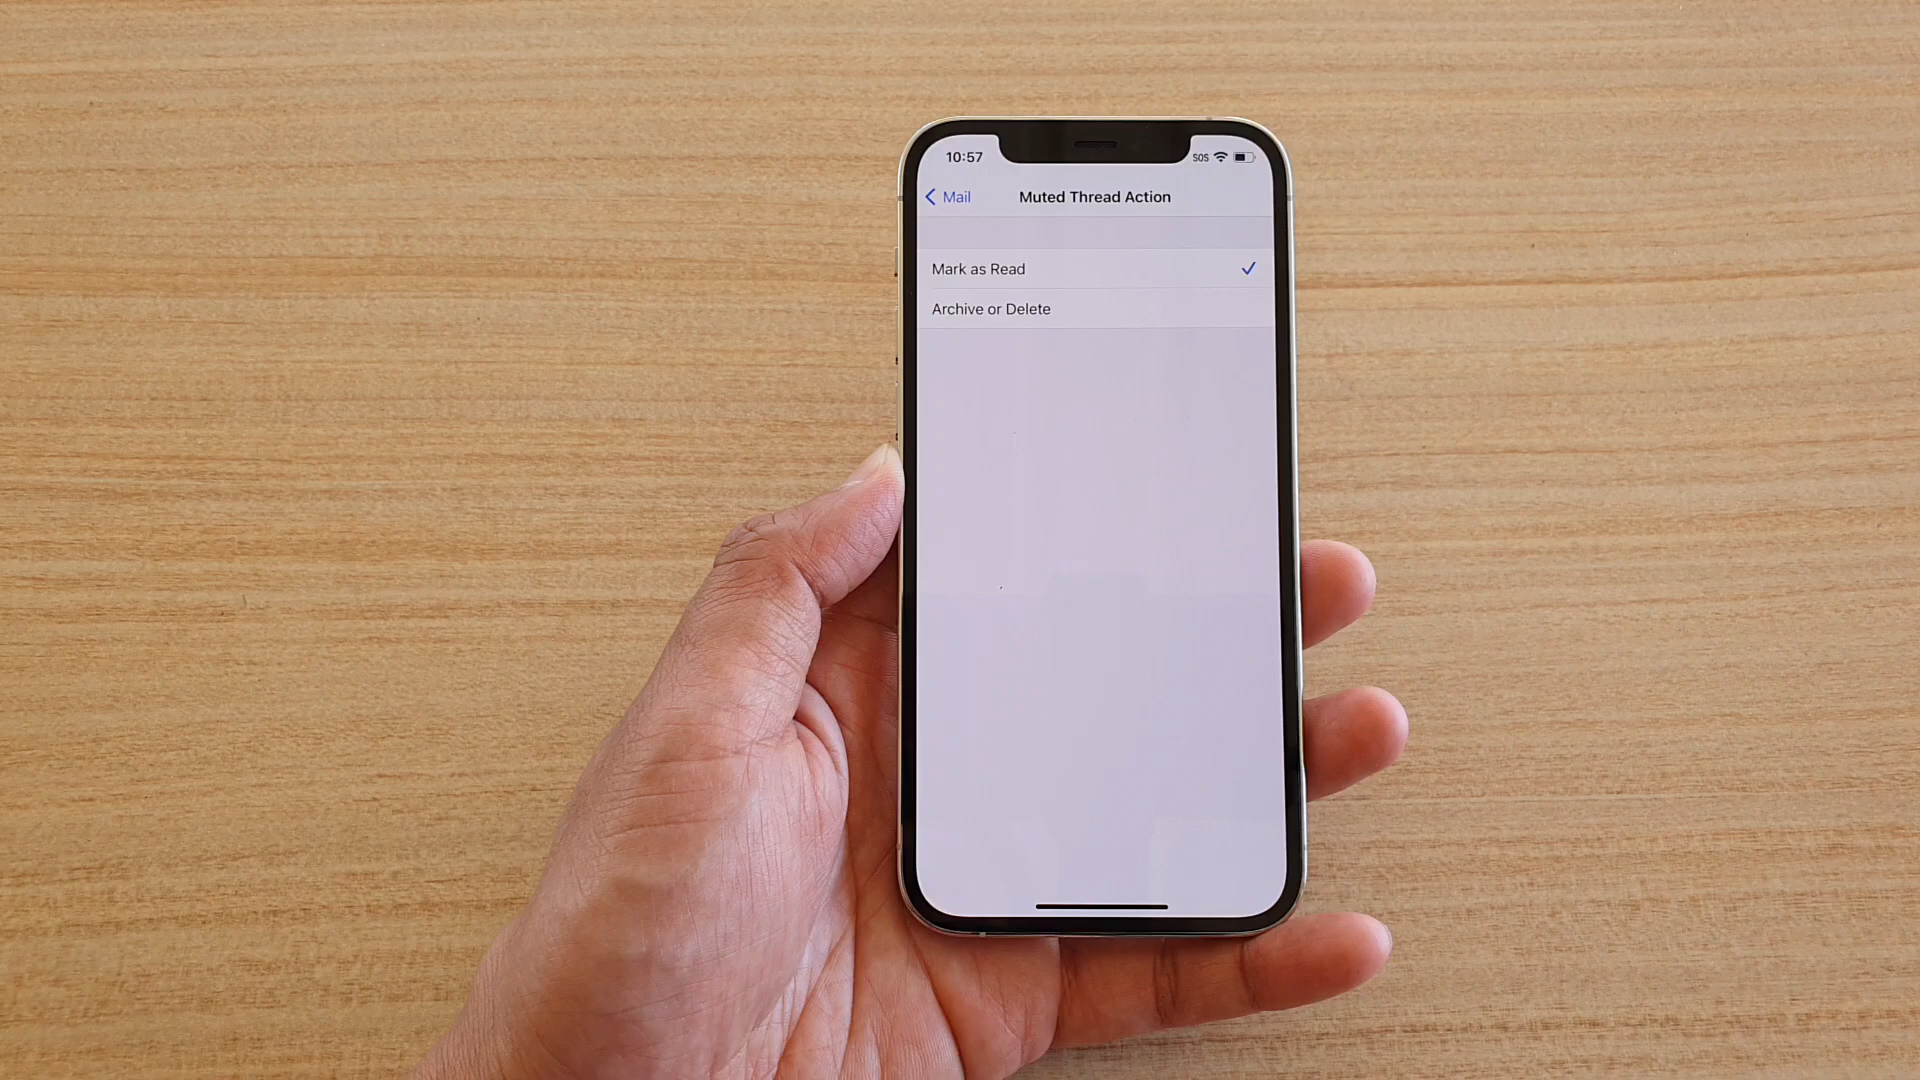 10:57 SOS
Mail Muted Thread Action
Mark as Read
Archive or Delete